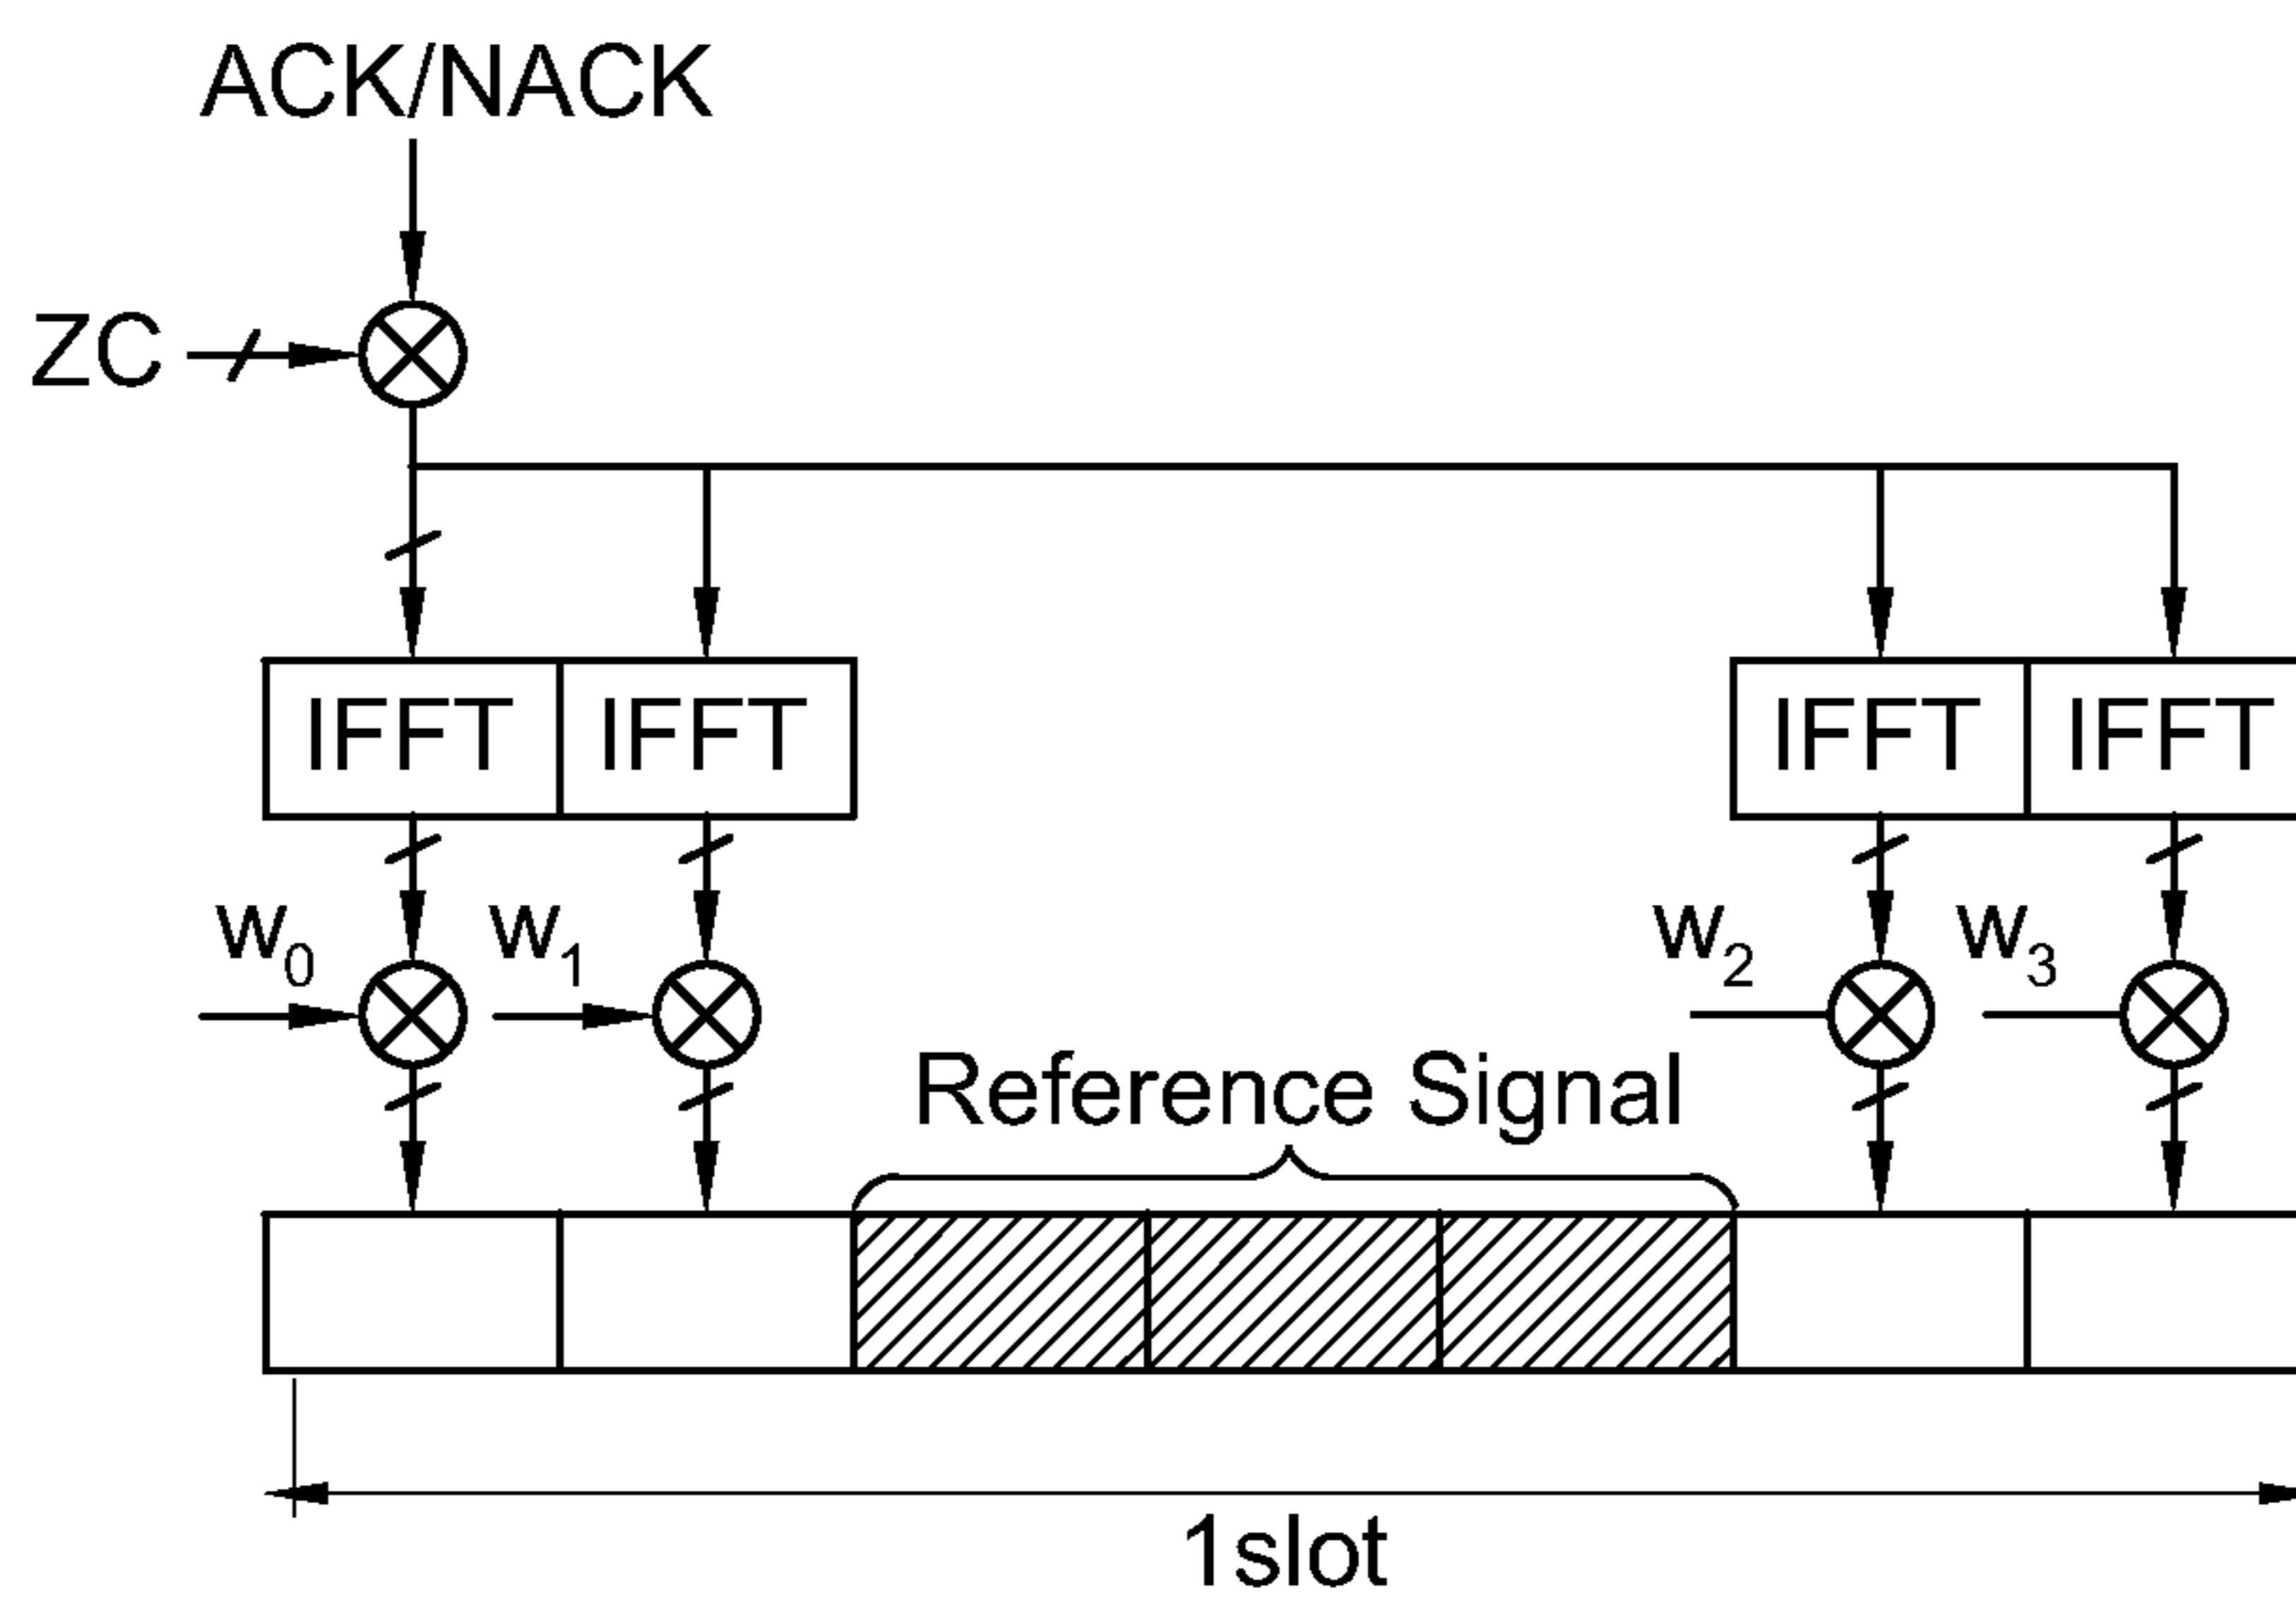 ACK/NACK
ZC
IFFT IFFT IFFT IFFT
w0 w1 w2 w3
Reference Signal
1slot